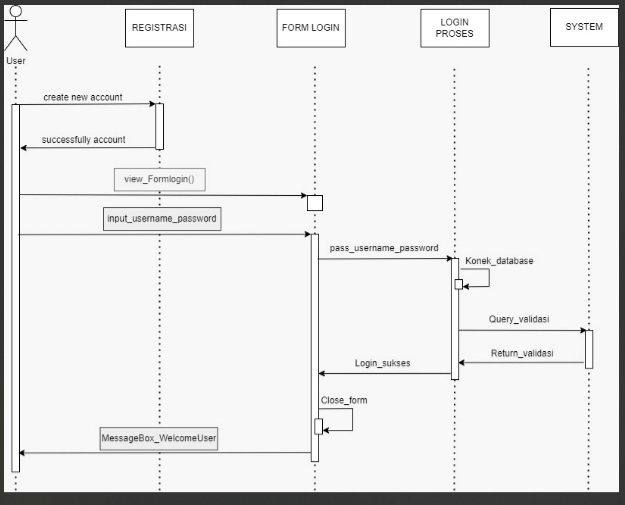 REGISTRASI
FORM LOGIN
LOGIN
PROSES
SYSTEM
User
create new account
successfully account
view_Formlogin()
input_username_password
pass_username_password
Konek_database
Query_validasi
Return_validasi
Login_sukses
Close_form
MessageBox_WelcomeUser